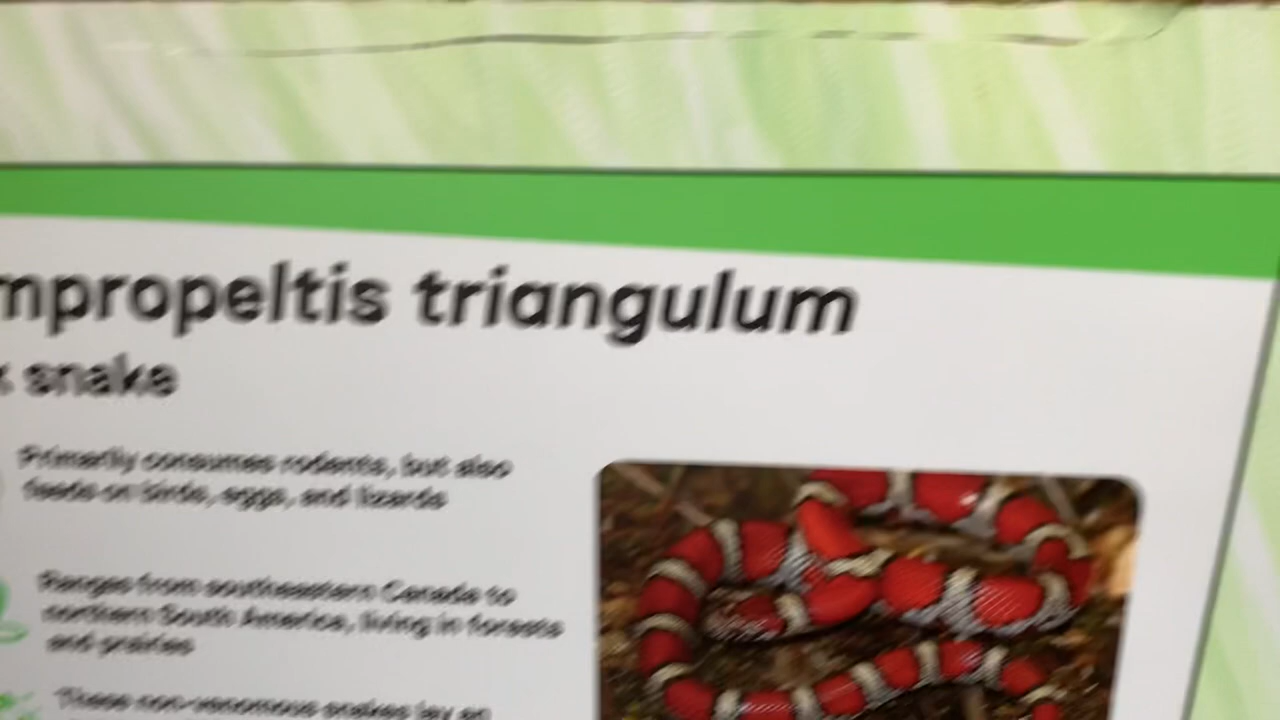 mpropeltis triangulum
snake
Primarily consumes rodents, but also
feeds on birds, eggs, and lizards
Ranges from southeastern Canada to
northern South America, living in forests
and prairies
These non-venomous snakes lay an